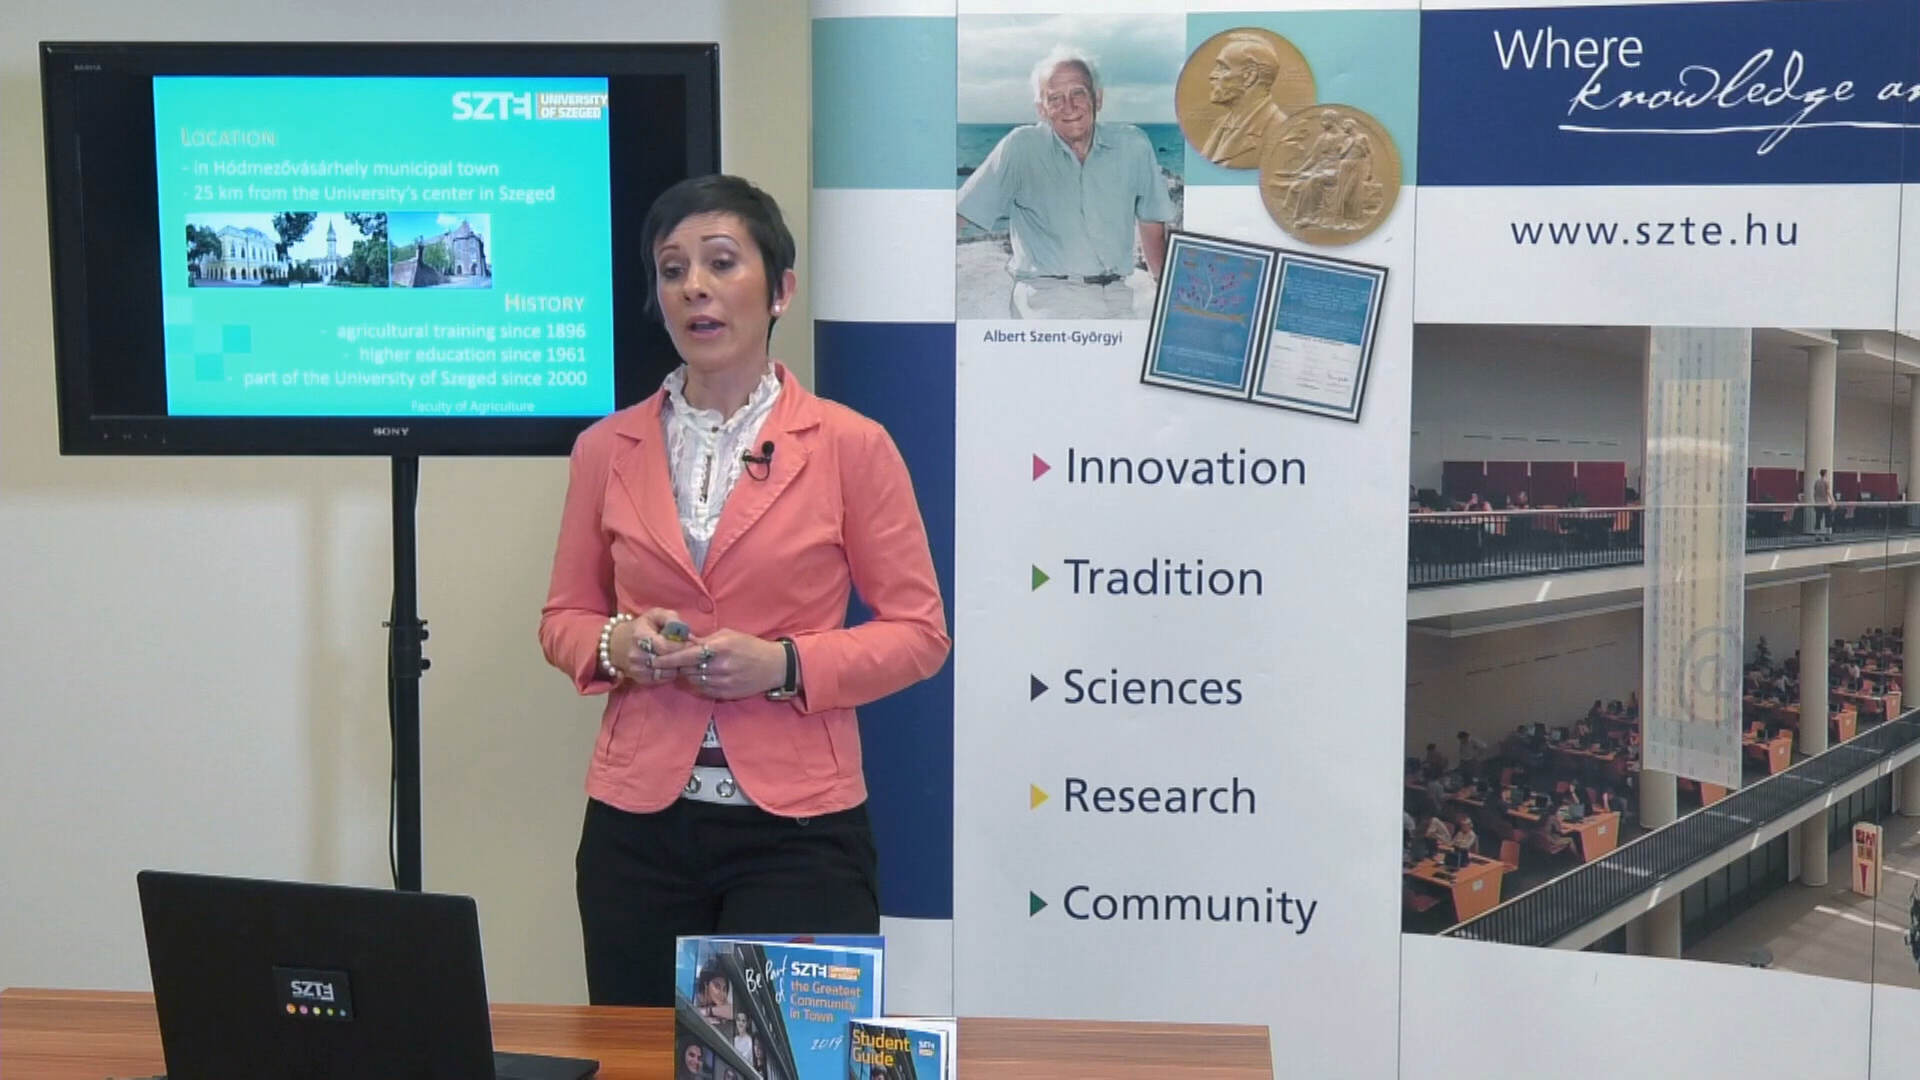 SZTE UNIVERSITY
OF SZEGED
LOCATION
- in Hódmezővásárhely municipal town
- 25 km from the University's center in Szeged
HISTORY
- agricultural training since 1896
- higher education since 1961
- part of the University of Szeged since 2000
Faculty of Agriculture
SONY
Albert Szent-Györgyi
Innovation
Tradition
Sciences
Research
Community
Where
knowledge an
www.szte.hu
@
SZTE
Be Part
of
SZTE
the Greatest
Community
in Town
2019
Student
Guide
SZTE